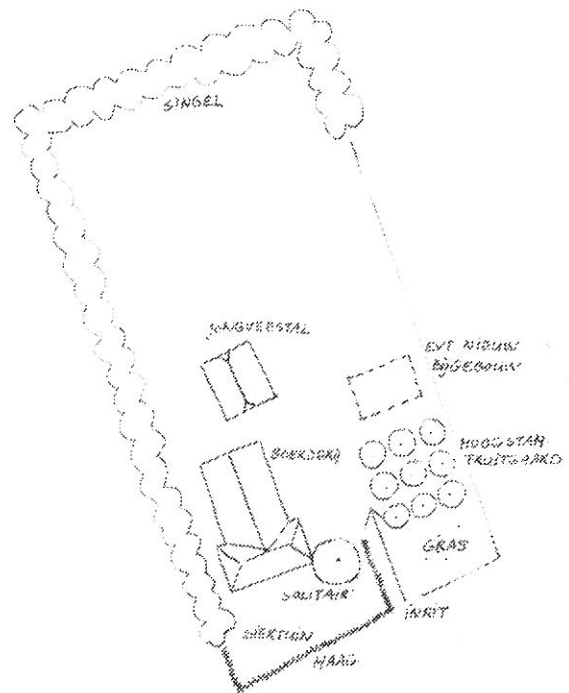 SINGEL
JONGVEESTAL
EVT NIEUW
BIJGEBOUW
BOERDERIJ
HOOGSTAM
FRUITGAARD
GRAS
SOLITAIR
INRIT
SIERTUIN
HAAG